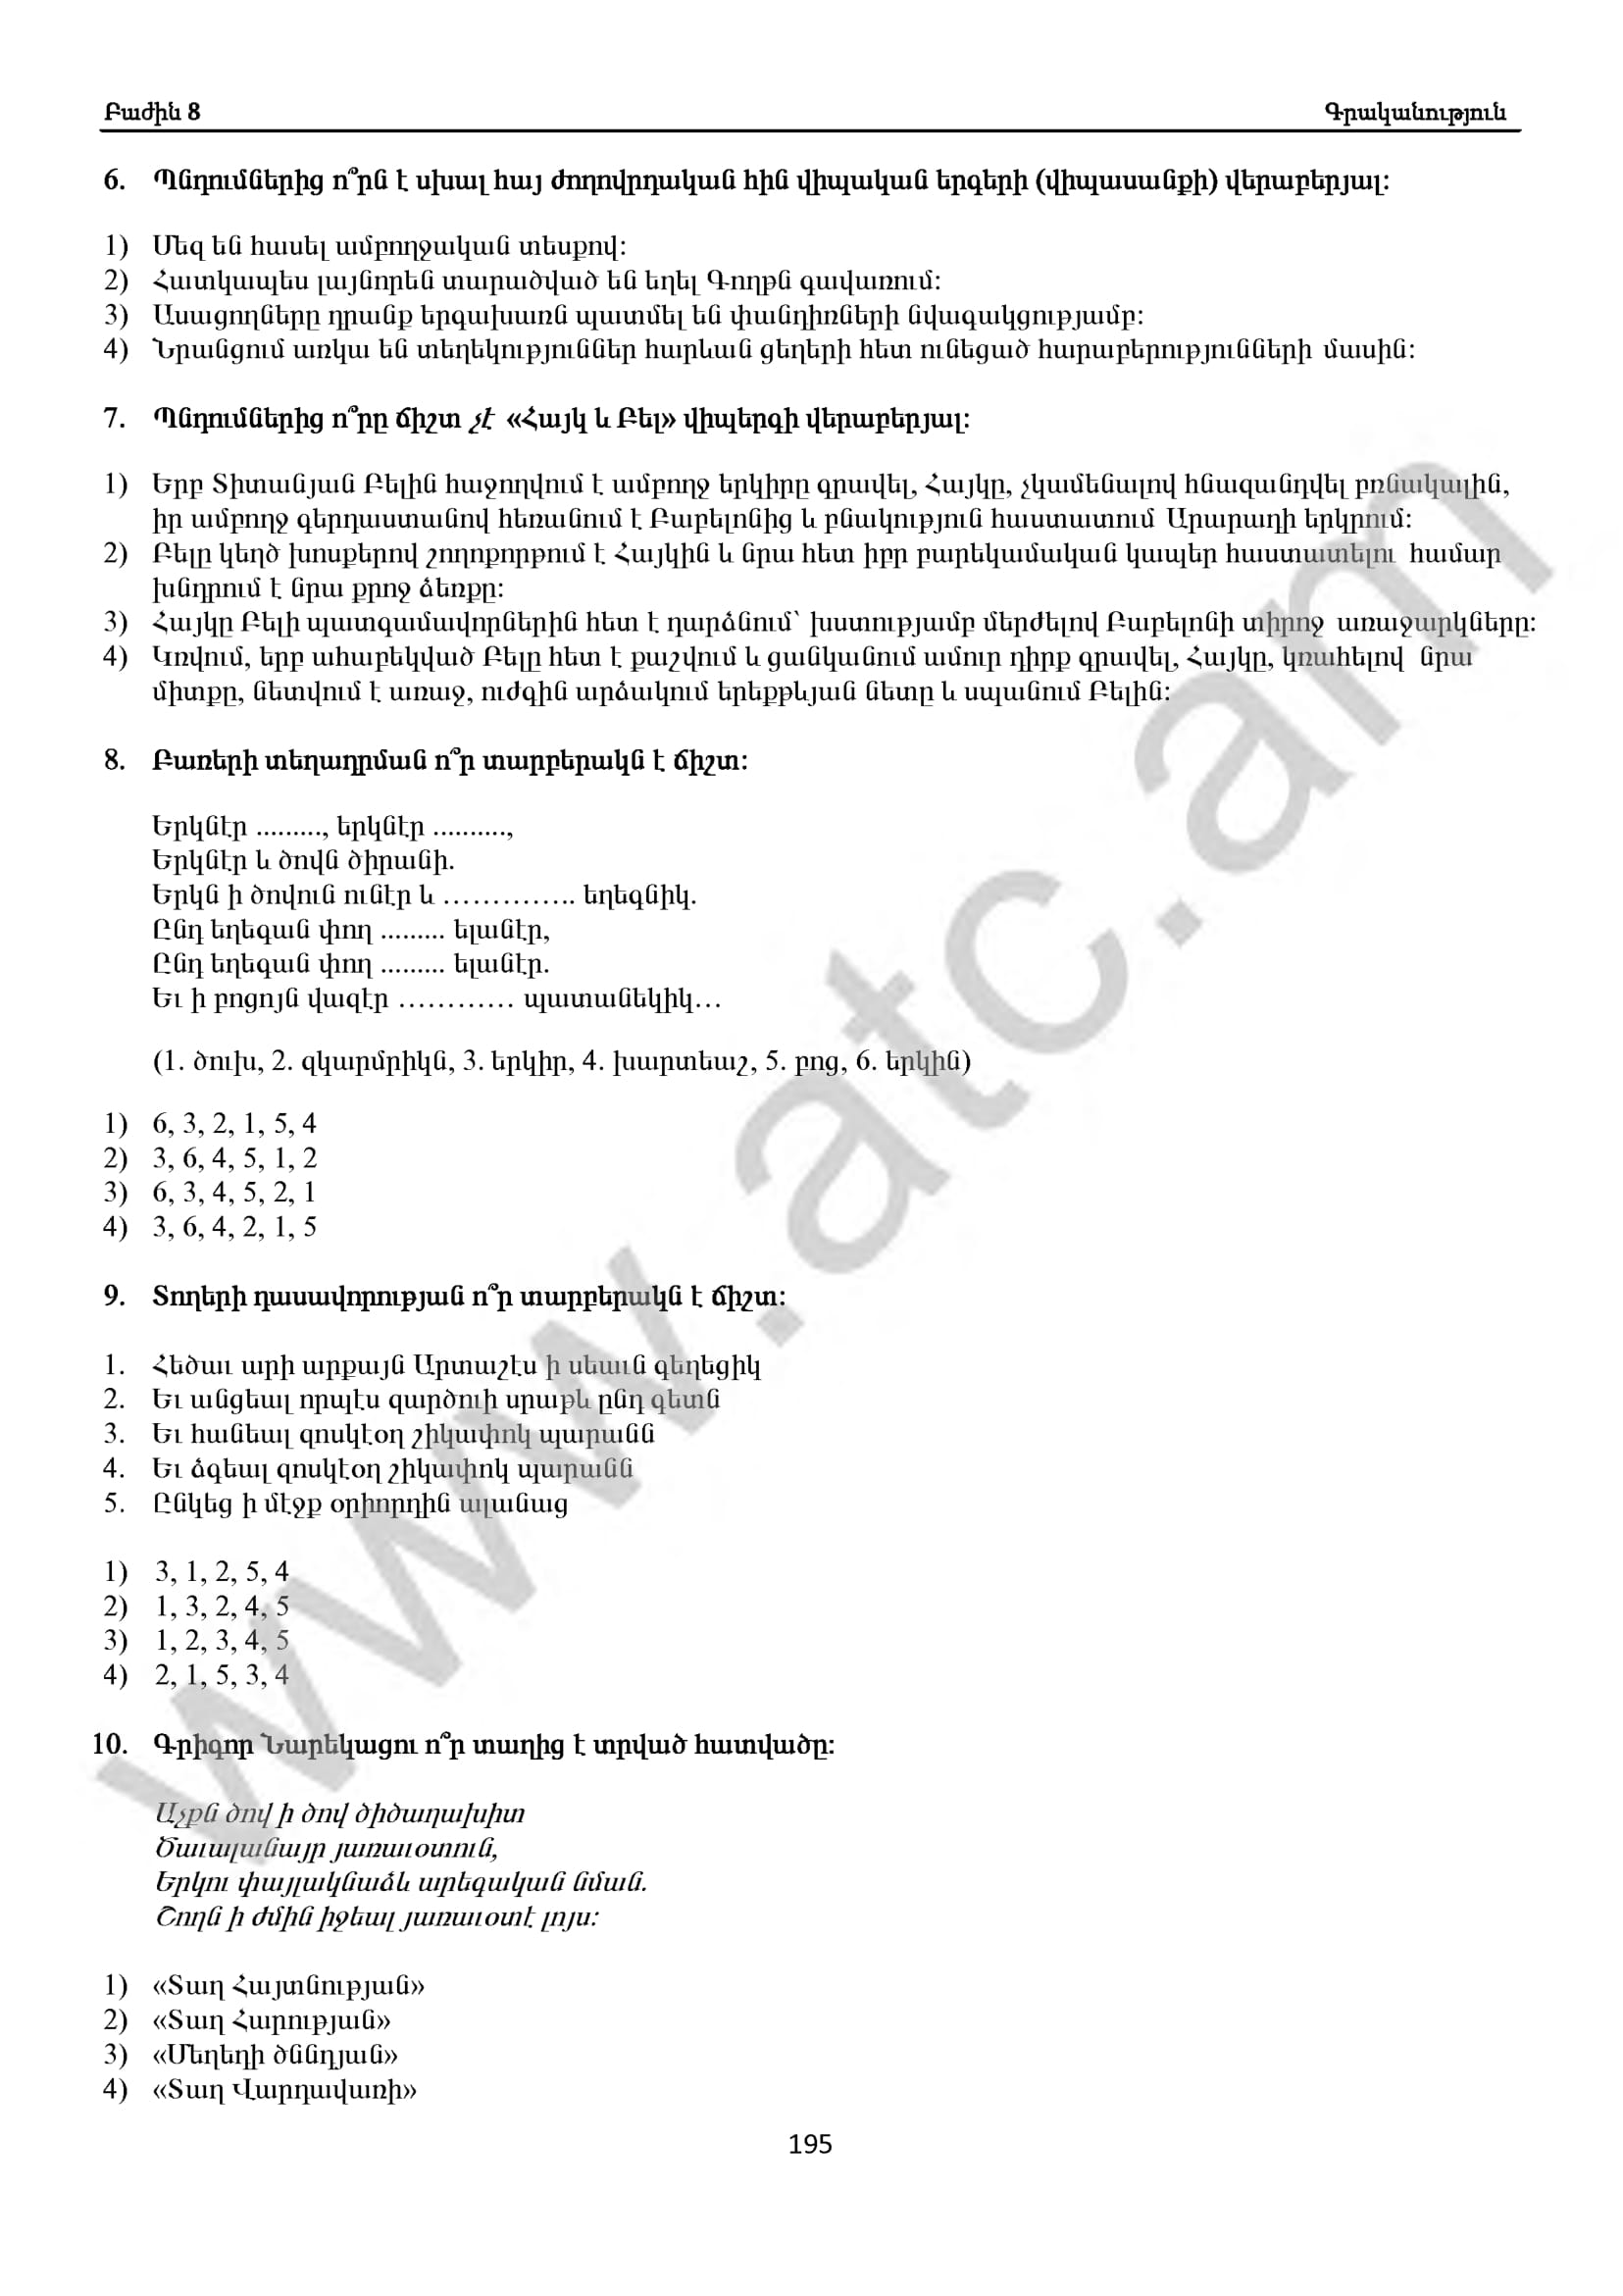 Բաժին 8 Գրականություն
6. Պնդումներից ո՞րն է սխալ հայ ժողովրդական հին վիպական երգերի (վիպասանքի) վերաբերյալ:
1) Մեզ են հասել ամբողջական տեսքով:
2) Հատկապես լայնորեն տարածված են եղել Գողթն գավառում:
3) Ասացողները դրանք երգախառն պատմել են փանդիռների նվագակցությամբ:
4) Նրանցում առկա են տեղեկություններ հարևան ցեղերի հետ ունեցած հարաբերությունների մասին:
7. Պնդումներից ո՞րը ճիշտ չէ «Հայկ և Բել» վիպերգի վերաբերյալ:
1) Երբ Տիտանյան Բելին հաջողվում է ամբողջ երկիրը գրավել, Հայկը, չկամենալով հնազանդվել բռնակալին,
իր ամբողջ գերդաստանով հեռանում է Բաբելոնից և բնակություն հաստատում Արարադի երկրում:
2) Բելը կեղծ խոսքերով շողոքորթում է Հայկին և նրա հետ իբր բարեկամական կապեր հաստատելու համար
խնդրում է նրա քրոջ ձեռքը:
3) Հայկը Բելի պատգամավորներին հետ է դարձնում՝ խստությամբ մերժելով Բաբելոնի տիրոջ առաջարկները:
4) Կռվում, երբ ահաբեկված Բելը հետ է քաշվում և ցանկանում ամուր դիրք գրավել, Հայկը, կռահելով նրա
միտքը, նետվում է առաջ, ուժգին արձակում երեքթևյան նետը և սպանում Բելին:
8. Բառերի տեղադրման ո՞ր տարբերակն է ճիշտ:
Երկնէր ........., երկնէր ..........,
Երկնէր և ծովն ծիրանի.
Երկն ի ծովուն ունէր և ………….. եղեգնիկ.
Ընդ եղեգան փող ......... ելանէր,
Ընդ եղեգան փող ......... ելանէր.
Եւ ի բոցոյն վազէր ………… պատանեկիկ…
(1. ծուխ, 2. զկարմրիկն, 3. երկիր, 4. խարտեաշ, 5. բոց, 6. երկին)
1) 6, 3, 2, 1, 5, 4
2) 3, 6, 4, 5, 1, 2
3) 6, 3, 4, 5, 2, 1
4) 3, 6, 4, 2, 1, 5
9. Տողերի դասավորության ո՞ր տարբերակն է ճիշտ:
1. Հեծաւ արի արքայն Արտաշէս ի սեաւն գեղեցիկ
2. Եւ անցեալ որպէս զարծուի սրաթև ընդ գետն
3. Եւ հանեալ զոսկէօղ շիկափոկ պարանն
4. Եւ ձգեալ զոսկէօղ շիկափոկ պարանն
5. Ընկեց ի մէջք օրիորդին ալանաց
1) 3, 1, 2, 5, 4
2) 1, 3, 2, 4, 5
3) 1, 2, 3, 4, 5
4) 2, 1, 5, 3, 4
10. Գրիգոր Նարեկացու ո՞ր տաղից է տրված հատվածը:
Աչքն ծով ի ծով ծիծաղախիտ
Ծաւալանայր յառաւօտուն,
Երկու փայլակնաձև արեգական նման.
Շողն ի ժմին իջեալ յառաւօտէ լոյս:
1) «Տաղ Հայտնության»
2) «Տաղ Հարության»
3) «Մեղեդի ծննդյան»
4) «Տաղ Վարդավառի»
195
www.atc.am